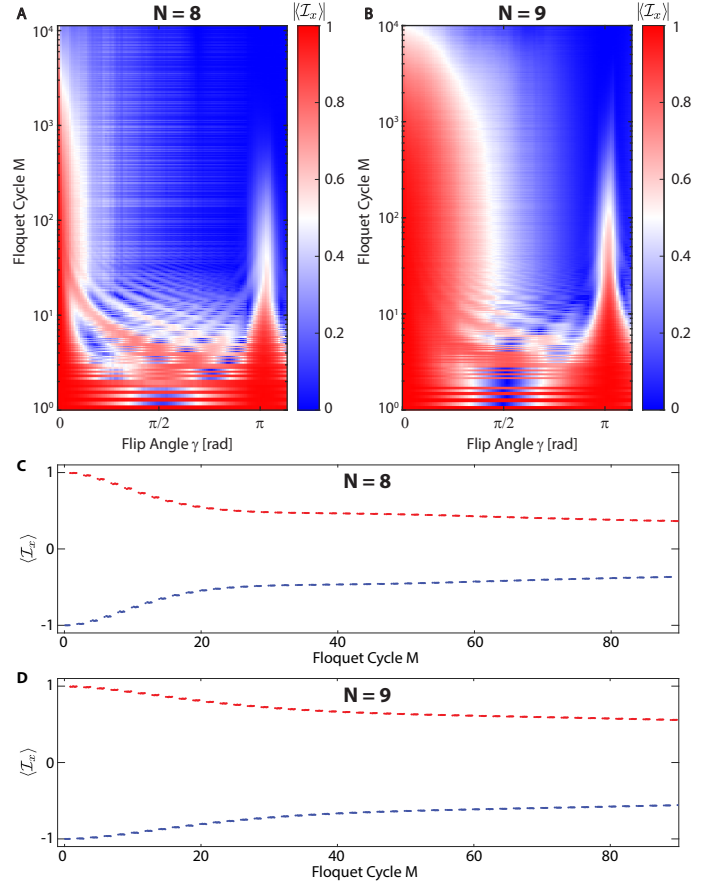 A N = 8 |⟨𝓘ₓ⟩|
10⁴
10³
10²
10¹
10⁰
Floquet Cycle M
0 π/2 π
Flip Angle γ [rad]
1
0.8
0.6
0.4
0.2
0
B N = 9 |⟨𝓘ₓ⟩|
10⁴
10³
10²
10¹
10⁰
Floquet Cycle M
0 π/2 π
Flip Angle γ [rad]
1
0.8
0.6
0.4
0.2
0
C
N = 8
1
0
-1
⟨𝓘ₓ⟩
0 20 40 60 80
Floquet Cycle M
D
N = 9
1
0
-1
⟨𝓘ₓ⟩
0 20 40 60 80
Floquet Cycle M